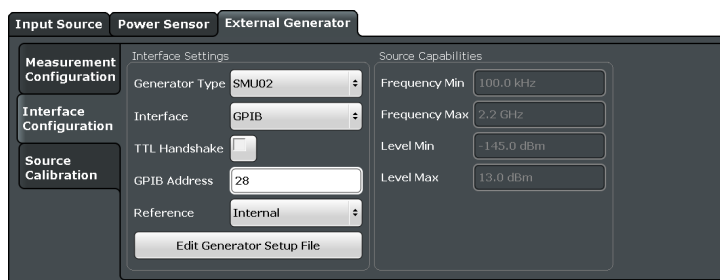 Input Source
Power Sensor
External Generator
Measurement
Configuration
Interface
Configuration
Source
Calibration
Interface Settings
Generator Type SMU02
Interface GPIB
TTL Handshake
GPIB Address 28
Reference Internal
Edit Generator Setup File
Source Capabilities
Frequency Min 100.0 kHz
Frequency Max 2.2 GHz
Level Min -145.0 dBm
Level Max 13.0 dBm